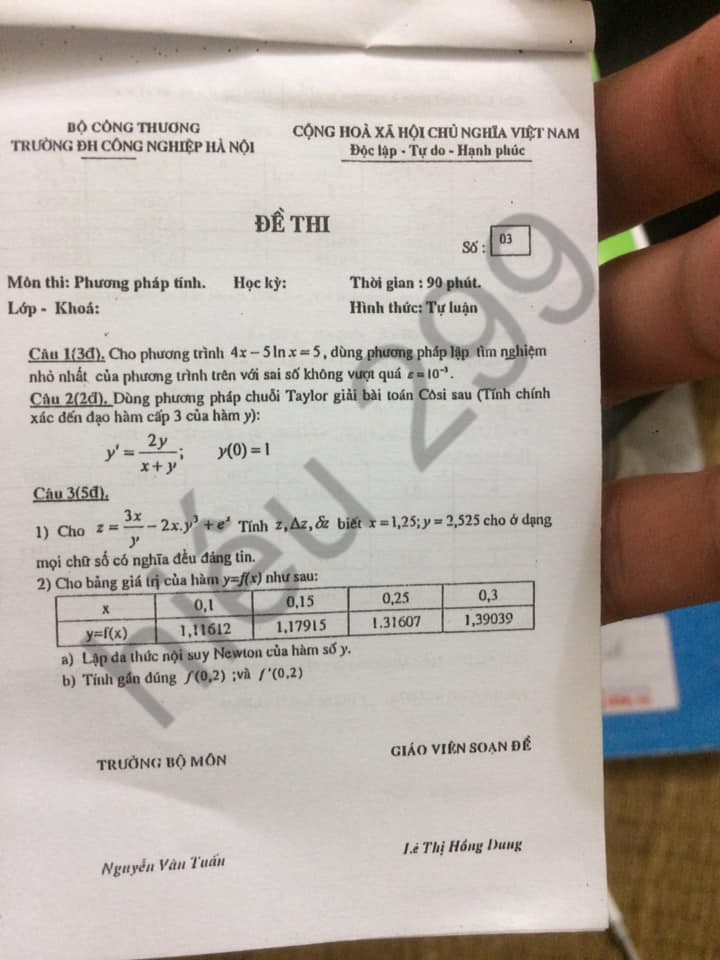 BỘ CÔNG THƯƠNG
TRƯỜNG ĐH CÔNG NGHIỆP HÀ NỘI
CỘNG HOÀ XÃ HỘI CHỦ NGHĨA VIỆT NAM
Độc lập - Tự do - Hạnh phúc
ĐỀ THI
Số : 03
Môn thi: Phương pháp tính. Học kỳ: Thời gian : 90 phút.
Lớp - Khoá: Hình thức: Tự luận
Câu 1(3đ). Cho phương trình 4x − 5 ln x = 5 , dùng phương pháp lặp tìm nghiệm
nhỏ nhất của phương trình trên với sai số không vượt quá ε = 10⁻³ .
Câu 2(2đ). Dùng phương pháp chuỗi Taylor giải bài toán Côsi sau (Tính chính
xác đến đạo hàm cấp 3 của hàm y):
y' = 2y/(x + y) ; y(0) = 1
Câu 3(5đ).
1) Cho z = 3x/y − 2x.y³ + eˣ Tính z, Δz, δz biết x = 1,25; y = 2,525 cho ở dạng
mọi chữ số có nghĩa đều đáng tin.
2) Cho bảng giá trị của hàm y=f(x) như sau:
x 0,1 0,15 0,25 0,3
y=f(x) 1,11612 1,17915 1.31607 1,39039
a) Lập đa thức nội suy Newton của hàm số y.
b) Tính gần đúng f(0,2) ;và f'(0,2)
TRƯỞNG BỘ MÔN
GIÁO VIÊN SOẠN ĐỀ
Nguyễn Văn Tuấn
Lê Thị Hồng Dung
hiếu 299